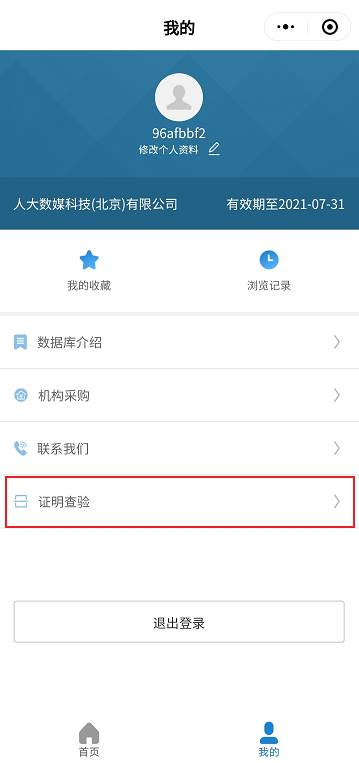 我的
96afbbf2
修改个人资料
人大数媒科技(北京)有限公司 有效期至2021-07-31
我的收藏 浏览记录
数据库介绍
机构采购
联系我们
证明查验
退出登录
首页 我的